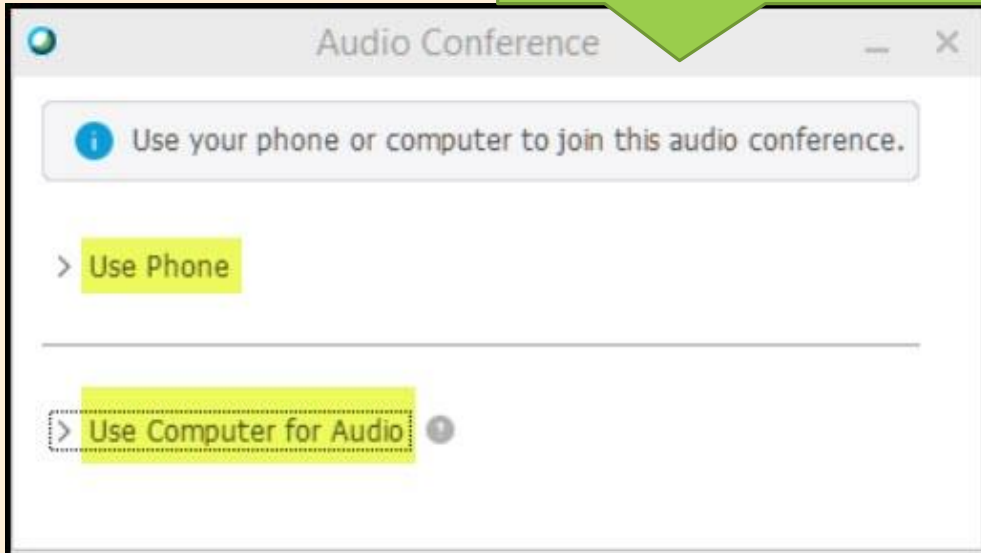 Audio Conference
Use your phone or computer to join this audio conference.
Use Phone
Use Computer for Audio